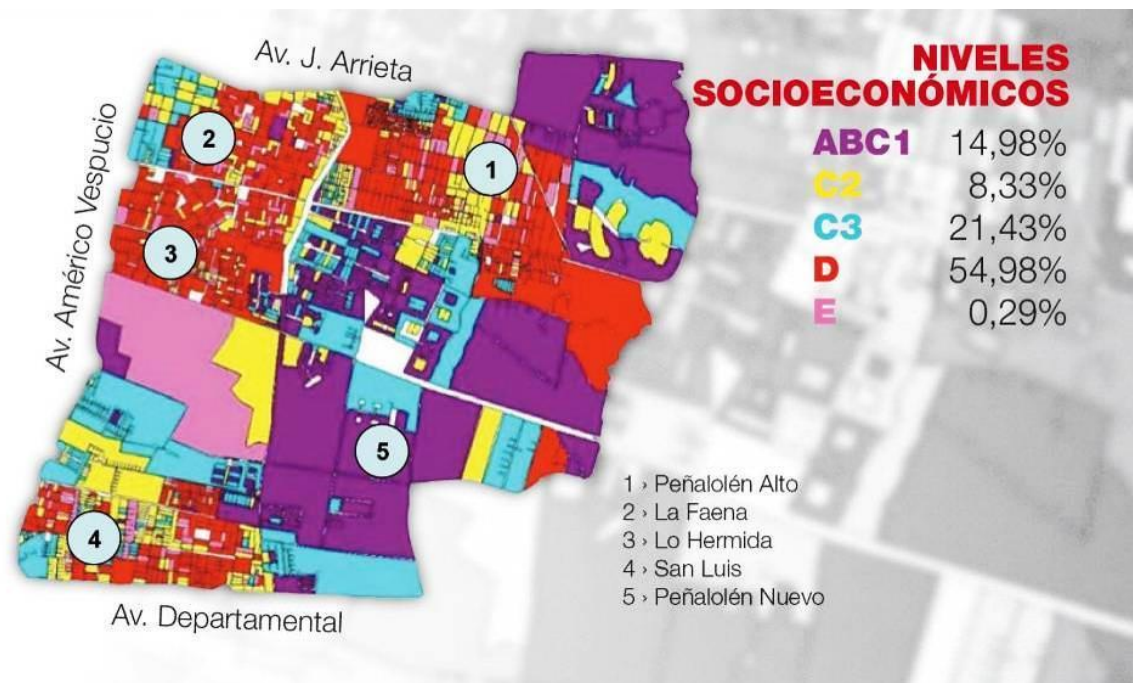 Av. J. Arrieta
Av. Américo Vespucio
2
1
3
5
4
Av. Departamental
NIVELES
SOCIOECONÓMICOS
ABC1 14,98%
C2 8,33%
C3 21,43%
D 54,98%
E 0,29%
1 › Peñalolén Alto
2 › La Faena
3 › Lo Hermida
4 › San Luis
5 › Peñalolén Nuevo